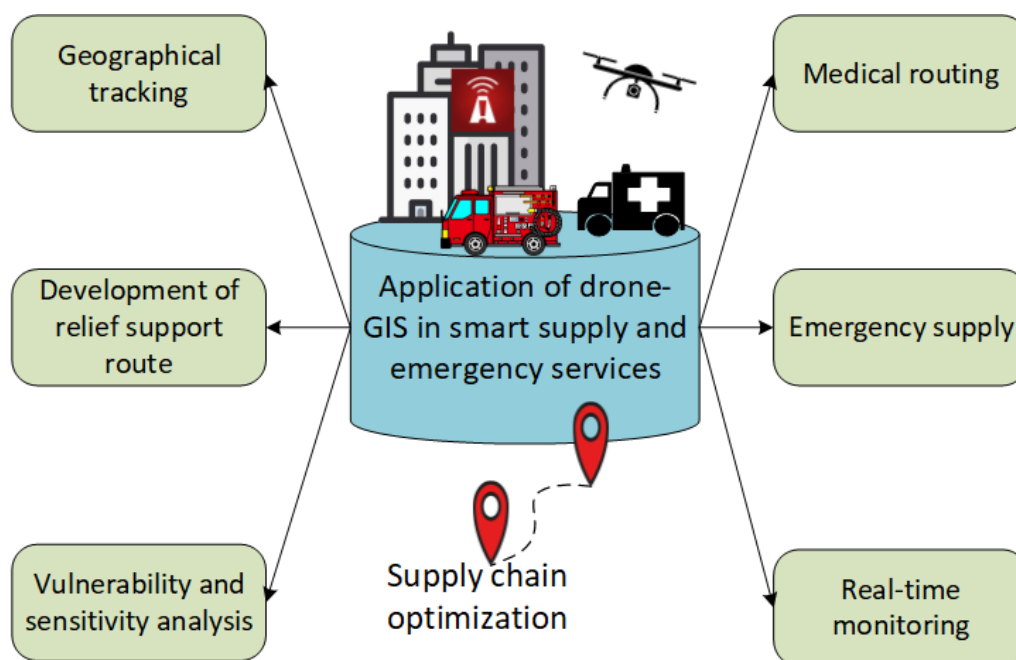 Geographical
tracking
Medical routing
Development of
relief support
route
Application of drone-
GIS in smart supply and
emergency services
Emergency supply
Vulnerability and
sensitivity analysis
Supply chain
optimization
Real-time
monitoring